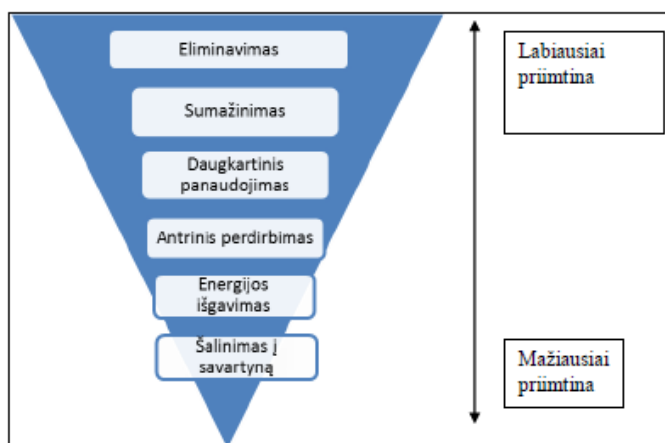 Eliminavimas
Sumažinimas
Daugkartinis
panaudojimas
Antrinis perdirbimas
Energijos
išgavimas
Šalinimas į
savartyną
Labiausiai
priimtina
Mažiausiai
priimtina